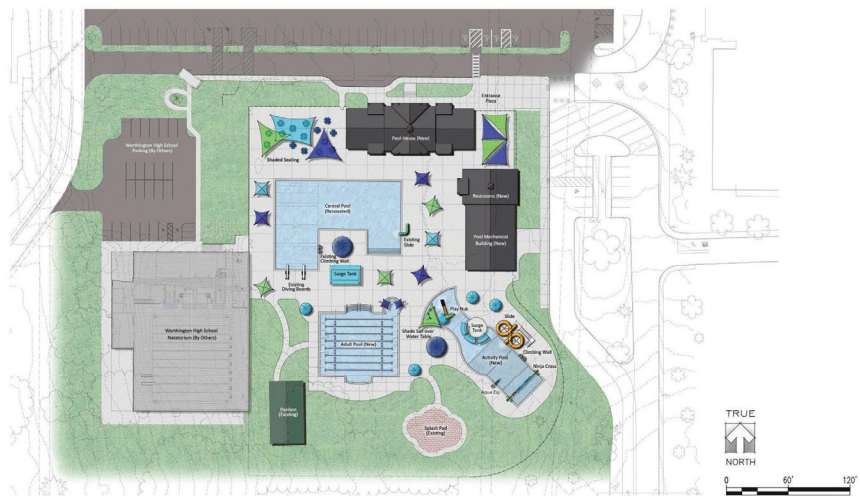 Entrance
Plaza
Worthington High School
Parking (By Others)
Pool House (New)
Shaded Seating
Restrooms (New)
Central Pool
(Renovated)
Existing
Slide
Pool Mechanical
Building (New)
Existing
Climbing Wall
Surge Tank
Existing
Diving Boards
Play Hub
Slide
Surge
Tank
Shade Sail over
Water Table
Worthington High School
Natatorium (By Others)
Adult Pool (New)
Climbing Wall
Activity Pool
(New)
Ninja Cross
Aqua Zip
Pavilion
(Existing)
Splash Pad
(Existing)
TRUE
NORTH
0 60' 120'